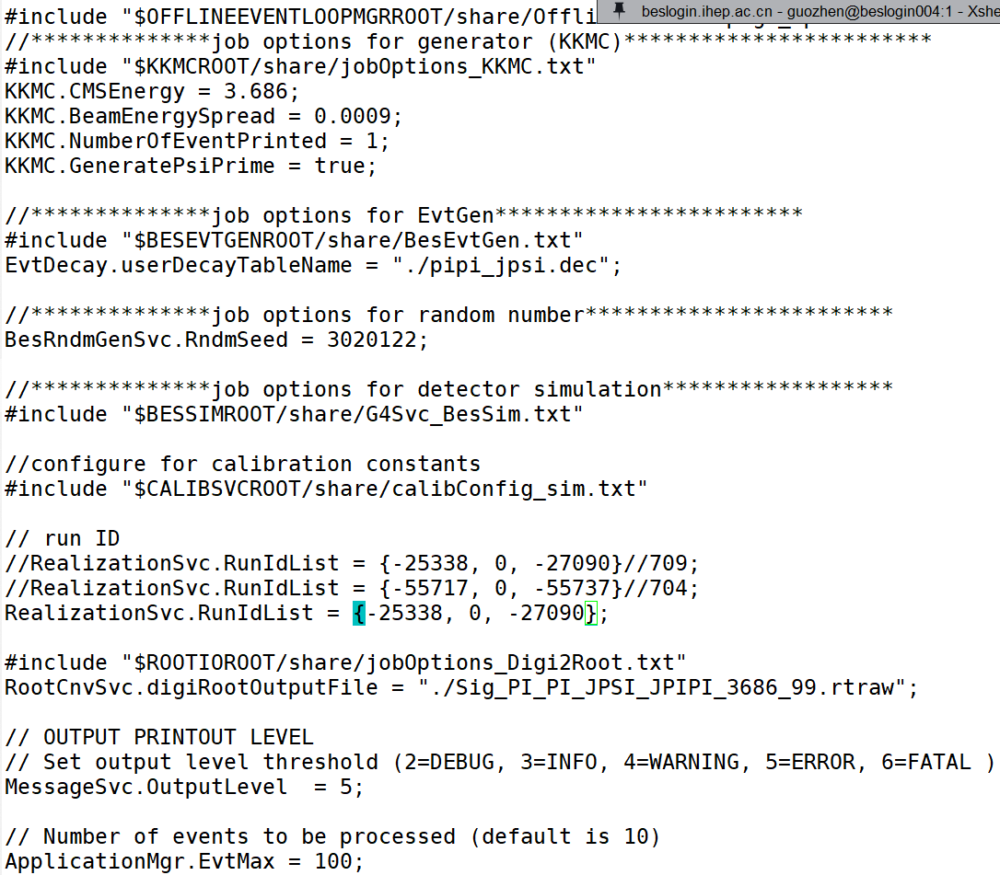 #include "$OFFLINEEVENTLOOPMGRROOT/share/Offli
beslogin.ihep.ac.cn - guozhen@beslogin004:1 - Xshe
//**************job options for generator (KKMC)************************
#include "$KKMCROOT/share/jobOptions_KKMC.txt"
KKMC.CMSEnergy = 3.686;
KKMC.BeamEnergySpread = 0.0009;
KKMC.NumberOfEventPrinted = 1;
KKMC.GeneratePsiPrime = true;

//**************job options for EvtGen************************
#include "$BESEVTGENROOT/share/BesEvtGen.txt"
EvtDecay.userDecayTableName = "./pipi_jpsi.dec";

//**************job options for random number************************
BesRndmGenSvc.RndmSeed = 3020122;

//**************job options for detector simulation******************
#include "$BESSIMROOT/share/G4Svc_BesSim.txt"

//configure for calibration constants
#include "$CALIBSVCROOT/share/calibConfig_sim.txt"

// run ID
//RealizationSvc.RunIdList = {-25338, 0, -27090}//709;
//RealizationSvc.RunIdList = {-55717, 0, -55737}//704;
RealizationSvc.RunIdList = {-25338, 0, -27090};

#include "$ROOTIOROOT/share/jobOptions_Digi2Root.txt"
RootCnvSvc.digiRootOutputFile = "./Sig_PI_PI_JPSI_JPIPI_3686_99.rtraw";

// OUTPUT PRINTOUT LEVEL
// Set output level threshold (2=DEBUG, 3=INFO, 4=WARNING, 5=ERROR, 6=FATAL )
MessageSvc.OutputLevel  = 5;

// Number of events to be processed (default is 10)
ApplicationMgr.EvtMax = 100;